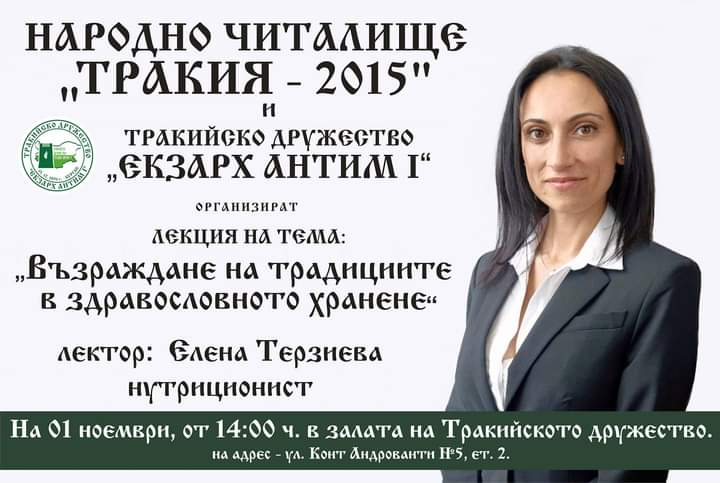 НАРОДНО ЧИТАЛИЩЕ
„ТРАКИЯ - 2015"
и
ТРАКИЙСКО ДРУЖЕСТВО
„ЕКЗАРХ АНТИМ I“
ОРГАНИЗИРАТ
ЛЕКЦИЯ НА ТЕМА:
„Възраждане на традициите
в здравословното хранене“
лектор: Елена Терзиева
нутриционист
ТРАКИЙСКО ДРУЖЕСТВО
"ЕКЗАРХ АНТИМ I"
На 01 ноември, от 14:00 ч. в залата на Тракийското дружество.
на адрес - ул. Конт Андрованти №5, ет. 2.